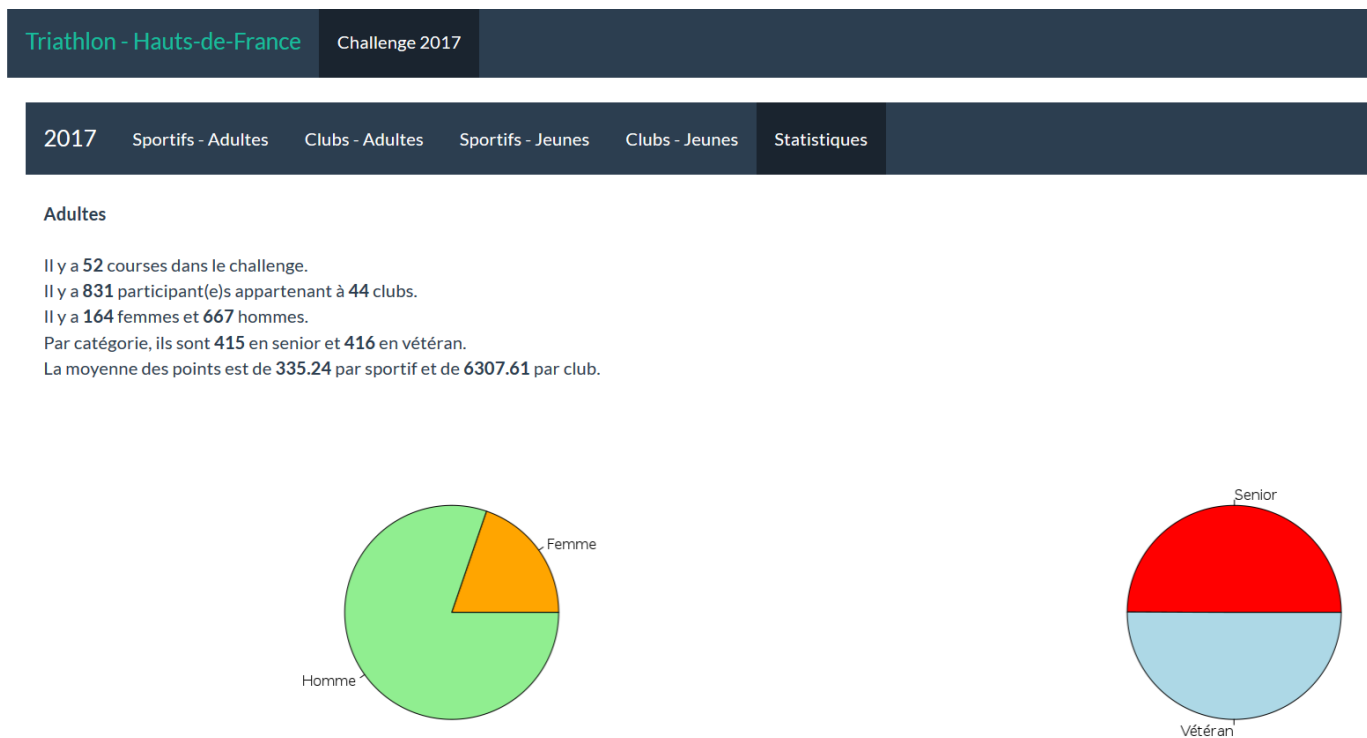 Triathlon - Hauts-de-France Challenge 2017
2017 Sportifs - Adultes Clubs - Adultes Sportifs - Jeunes Clubs - Jeunes Statistiques
Adultes
Il y a 52 courses dans le challenge.
Il y a 831 participant(e)s appartenant à 44 clubs.
Il y a 164 femmes et 667 hommes.
Par catégorie, ils sont 415 en senior et 416 en vétéran.
La moyenne des points est de 335.24 par sportif et de 6307.61 par club.
Femme
Homme
Senior
Vétéran